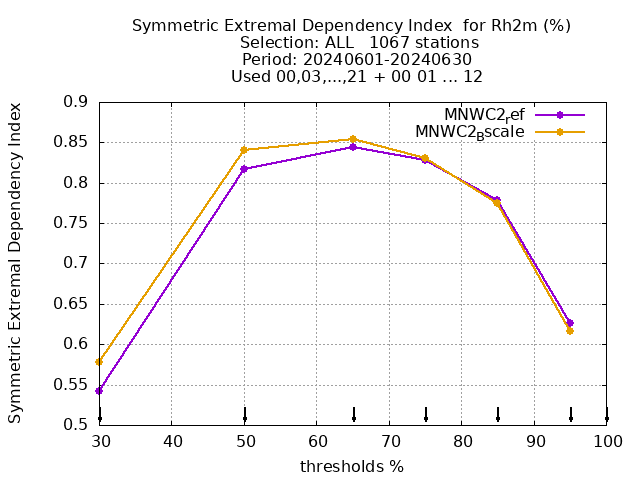 Symmetric Extremal Dependency Index  for Rh2m (%)
Selection: ALL   1067 stations
Period: 20240601-20240630
Used 00,03,...,21 + 00 01 ... 12
Symmetric Extremal Dependency Index
0.9
0.85
0.8
0.75
0.7
0.65
0.6
0.55
0.5
MNWC2ref
MNWC2Bscale
30 40 50 60 70 80 90 100
thresholds %